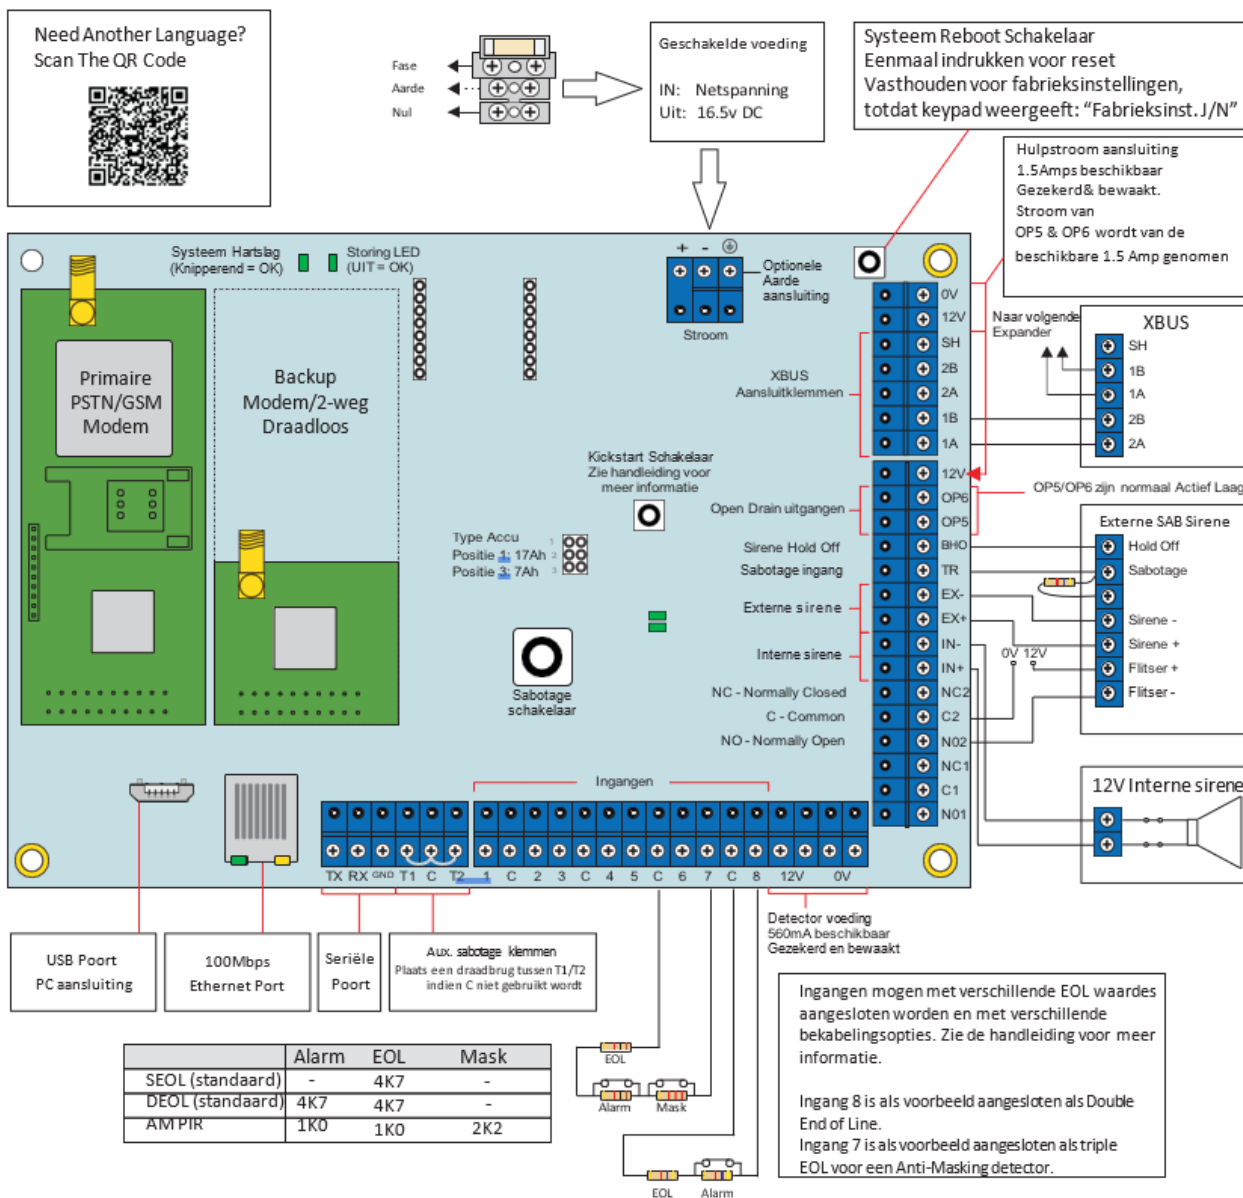 Need Another Language?
Scan The QR Code
Fase
Aarde
Nul
Geschakelde voeding
IN: Netspanning
Uit: 16.5v DC
Systeem Reboot Schakelaar
Eenmaal indrukken voor reset
Vasthouden voor fabrieksinstellingen,
totdat keypad weergeeft: “Fabrieksinst. J/N”
Hulpstroom aansluiting
1.5Amps beschikbaar
Gezekerd& bewaakt.
Stroom van
OP5 & OP6 wordt van de
beschikbare 1.5 Amp genomen
Systeem Hartslag
(Knipperend = OK)
Storing LED
(UIT = OK)
+ -
Optionele
Aarde
aansluiting
Stroom
Primaire
PSTN/GSM
Modem
Backup
Modem/2-weg
Draadloos
XBUS
Aansluitklemmen
0V
12V
SH
2B
2A
1B
1A
Naar volgende
Expander
XBUS
SH
1B
1A
2B
2A
Kickstart Schakelaar
Zie handleiding voor
meer informatie
Type Accu
Positie 1: 17Ah
Positie 3: 7Ah
1
2
3
Open Drain uitgangen
Sirene Hold Off
Sabotage ingang
Externe sirene
Interne sirene
NC - Normally Closed
C - Common
NO - Normally Open
12V
OP6
OP5
BHO
TR
EX-
EX+
IN-
IN+
NC2
C2
N02
NC1
C1
N01
OP5/OP6 zijn normaal Actief Laag
Externe SAB Sirene
Hold Off
Sabotage
Sirene -
Sirene +
Flitser +
Flitser -
0V 12V
12V Interne sirene
Sabotage
schakelaar
Ingangen
TX RX GND T1 C T2 1 C 2 3 C 4 5 C 6 7 C 8 12V 0V
USB Poort
PC aansluiting
100Mbps
Ethernet Port
Seriële
Poort
Aux. sabotage klemmen
Plaats een draadbrug tussen T1/T2
indien C niet gebruikt wordt
Detector voeding
560mA beschikbaar
Gezekerd en bewaakt
Ingangen mogen met verschillende EOL waardes
aangesloten worden en met verschillende
bekabelingsopties. Zie de handleiding voor meer
informatie.
Ingang 8 is als voorbeeld aangesloten als Double
End of Line.
Ingang 7 is als voorbeeld aangesloten als triple
EOL voor een Anti-Masking detector.
Alarm EOL Mask
SEOL (standaard) - 4K7 -
DEOL (standaard) 4K7 4K7 -
AM PIR 1K0 1K0 2K2
EOL
Alarm
Mask
EOL
Alarm